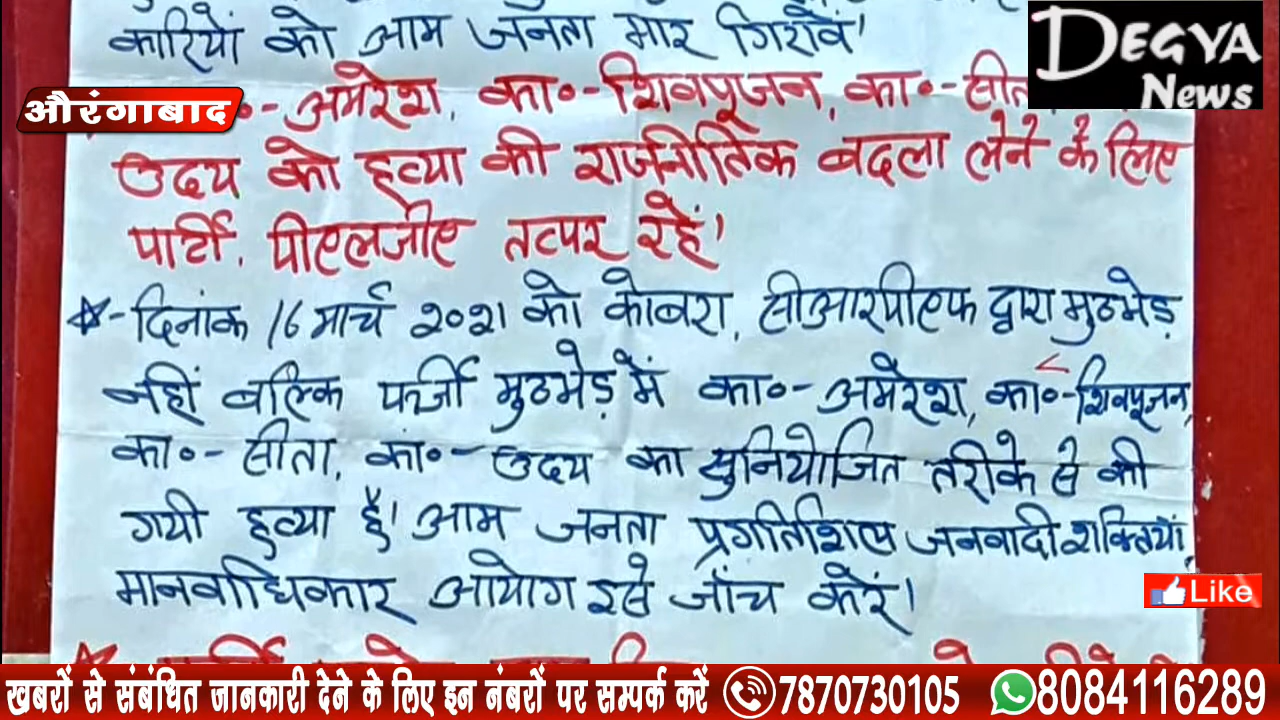 कारियों को आम जनता मार गिरावें।
DEGYA
News
औरंगाबाद
०- अमरेश, का०- शिवपूजन, का०- सीता
उदय को हत्या की राजनीतिक बदला लेने के लिए
पार्टी, पीएलजीए तत्पर रहें।
☆- दिनांक 16 मार्च २०२१ को कोबरा, सीआरपीएफ द्वारा मुठभेड़
नहीं बल्कि फर्जी मुठभेड़ में का०- अमरेश, का०- शिवपूजन,
का०- सीता, का०- उदय का सुनियोजित तरीके से की
गयी हत्या है। आम जनता प्रगतिशिल जनवादी शक्तियां,
मानवाधिकार आयोग इसे जाँच करें।
Like
खबरों से संबंधित जानकारी देने के लिए इन नंबरों पर सम्पर्क करें 7870730105 8084116289